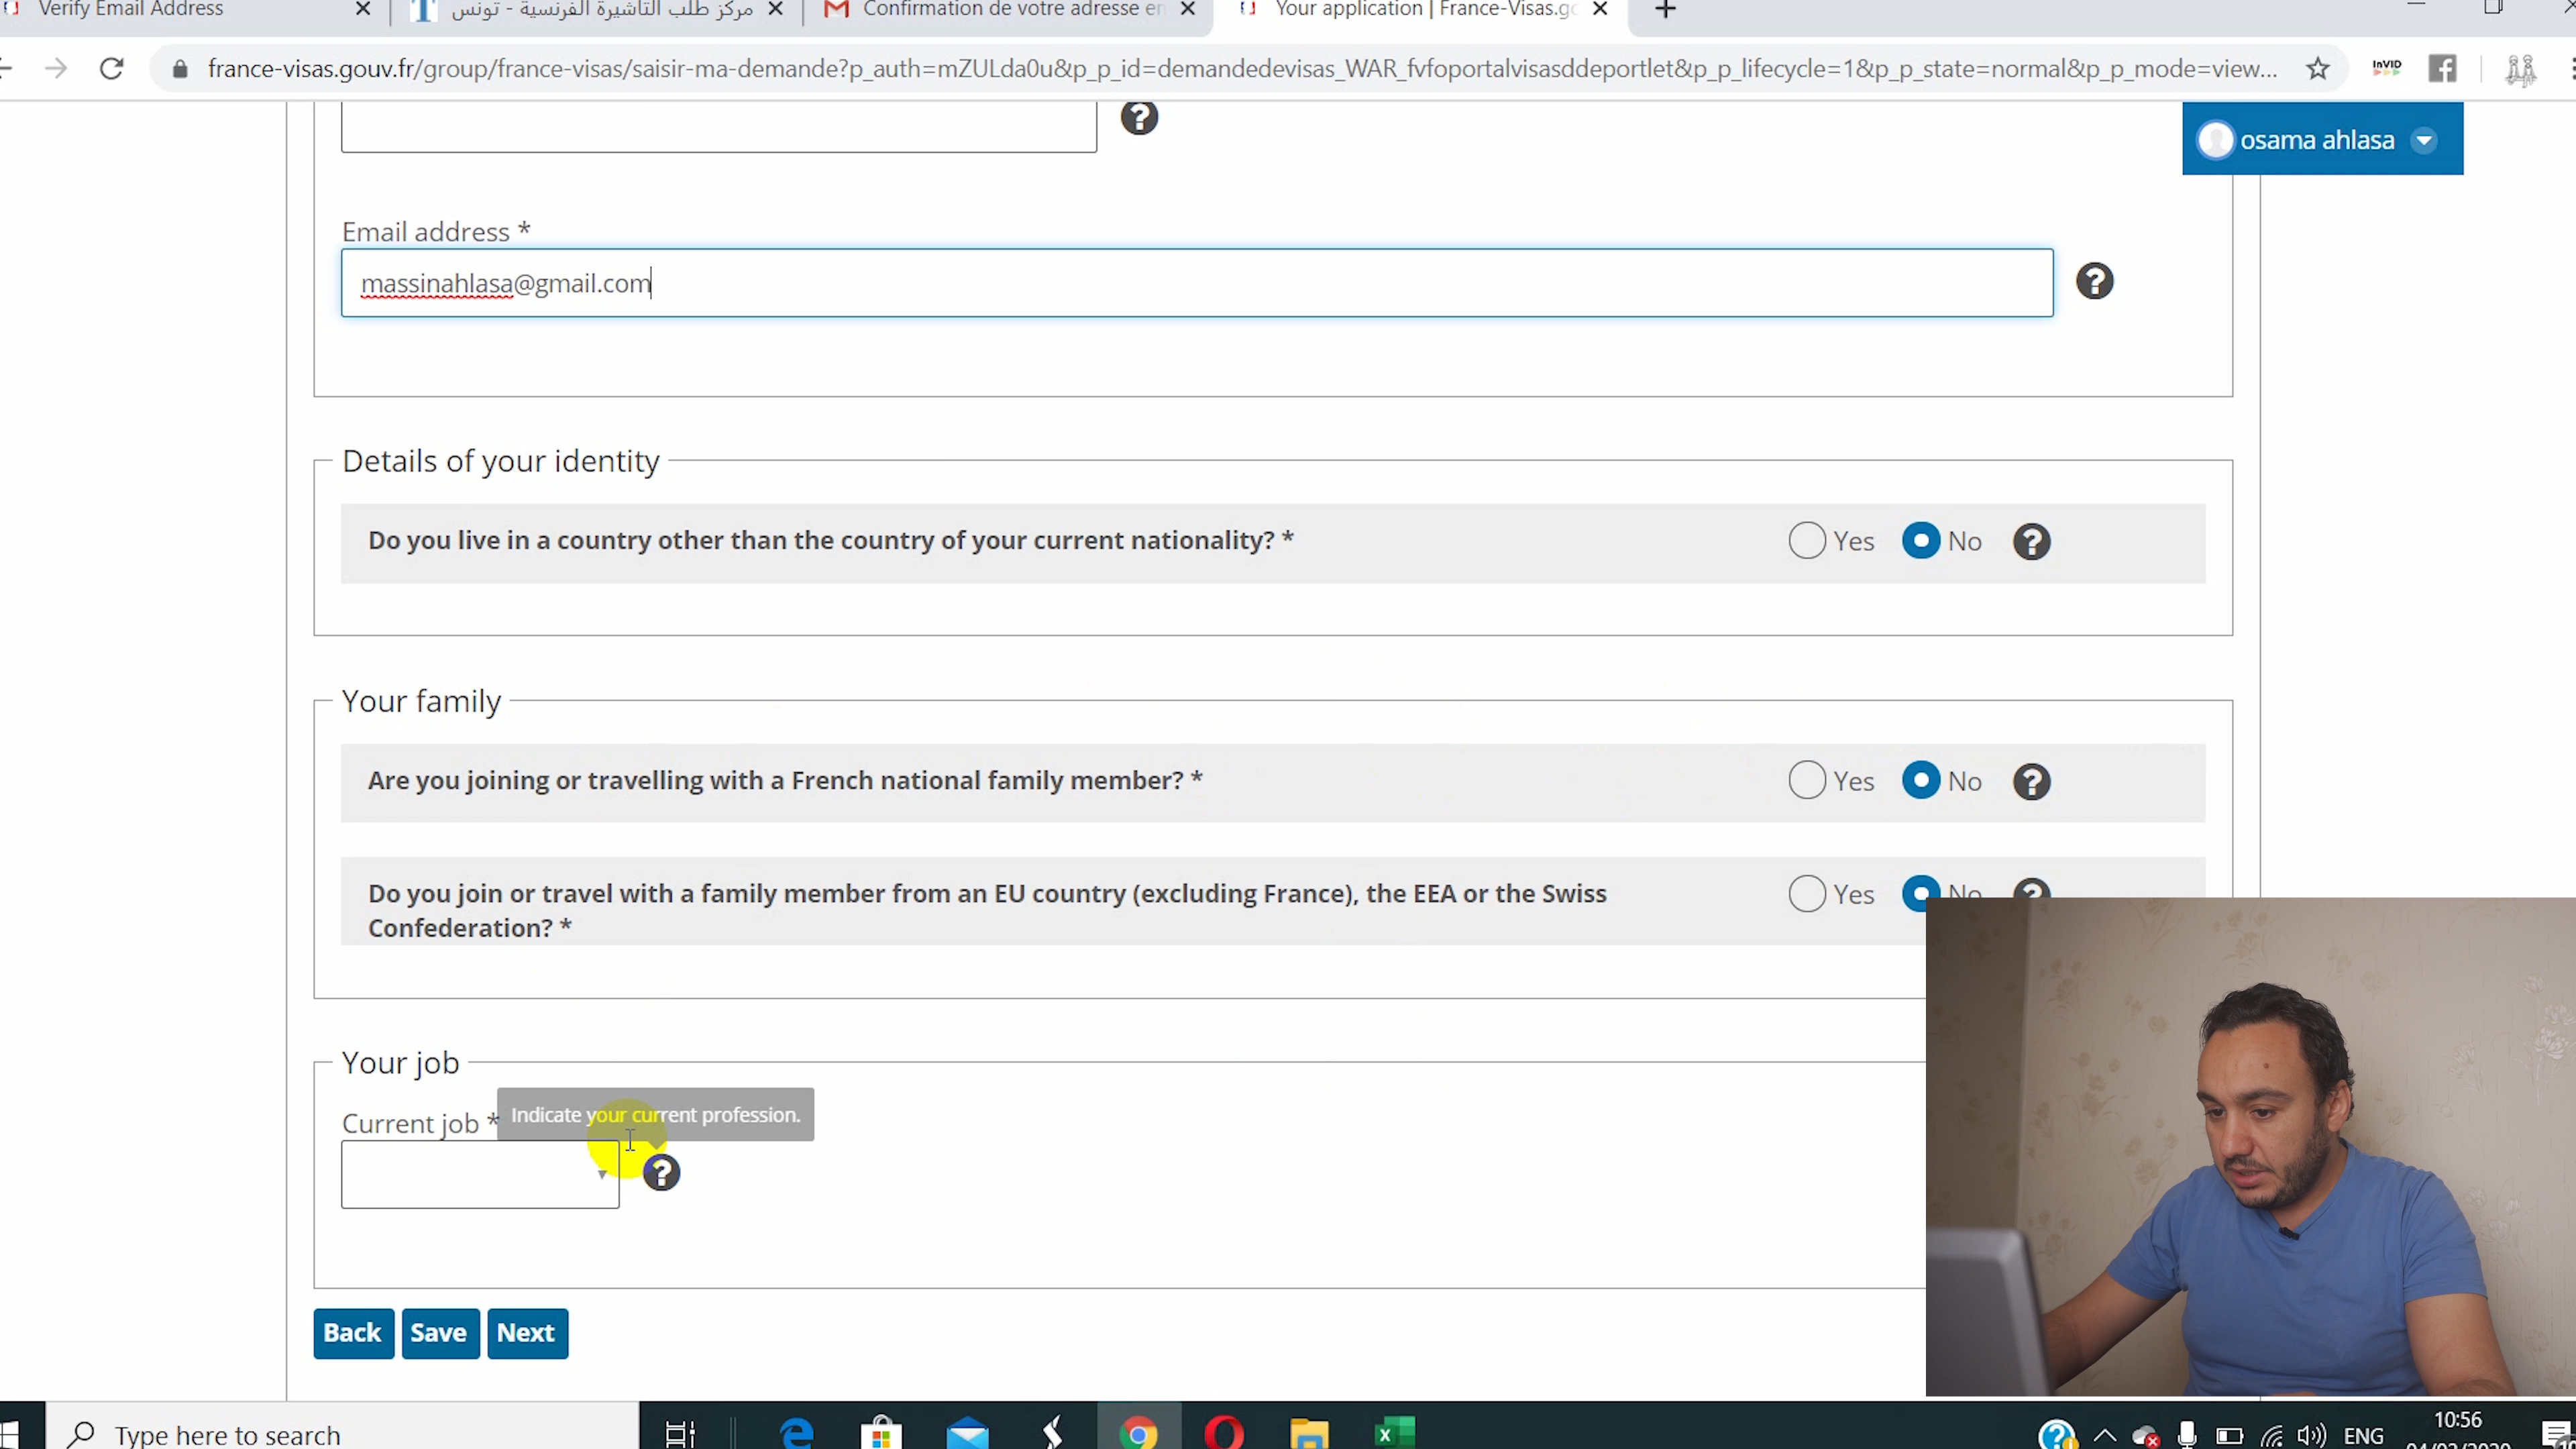 Verify Email Address
مركز طلب التأشيرة الفرنسية - تونس
Confirmation de votre adresse en
Your application | France-Visas.go
france-visas.gouv.fr/group/france-visas/saisir-ma-demande?p_auth=mZULda0u&p_p_id=demandedevisas_WAR_fvfoportalvisasddeportlet&p_p_lifecycle=1&p_p_state=normal&p_p_mode=view...
InVID
osama ahlasa
Email address *
massinahlasa@gmail.com
Details of your identity
Do you live in a country other than the country of your current nationality? *
Yes No
Your family
Are you joining or travelling with a French national family member? *
Yes No
Do you join or travel with a family member from an EU country (excluding France), the EEA or the Swiss
Confederation? *
Yes No
Your job
Current job *
Indicate your current profession.
Back Save Next
Type here to search
ENG
10:56